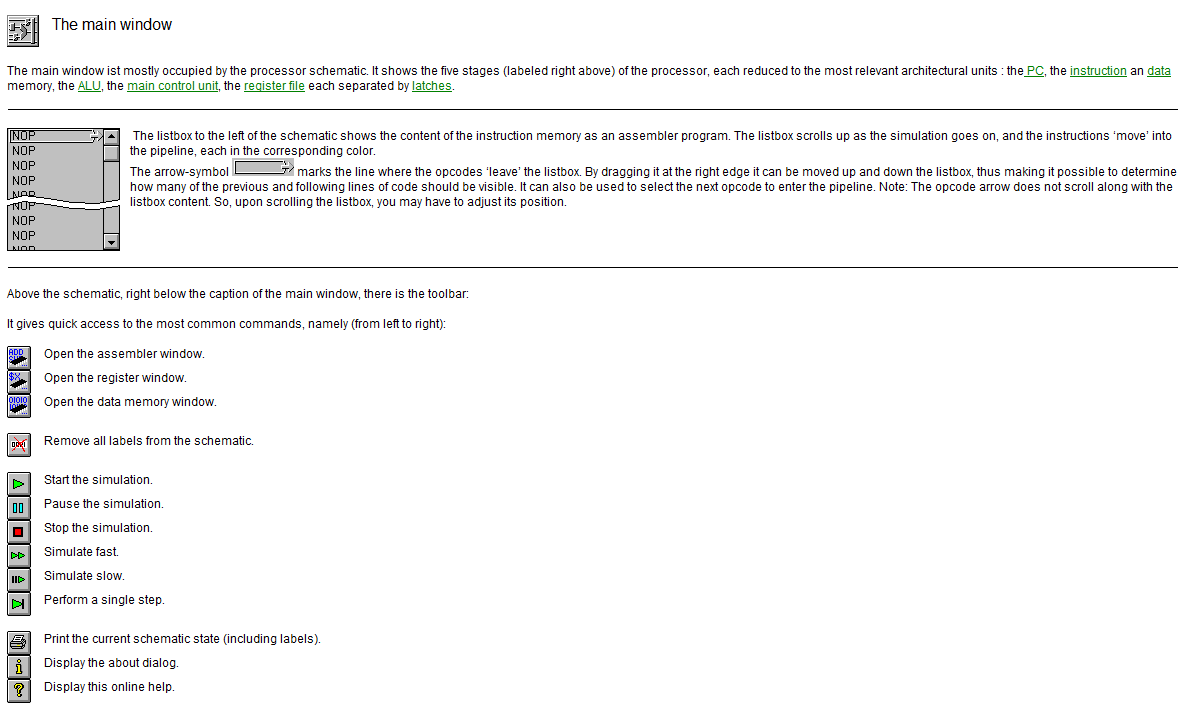 The main window
The main window ist mostly occupied by the processor schematic. It shows the five stages (labeled right above) of the processor, each reduced to the most relevant architectural units : the PC, the instruction an data
memory, the ALU, the main control unit, the register file each separated by latches.
NOP
NOP
NOP
NOP
NOP
NOP
NOP
NOP
NOP
The listbox to the left of the schematic shows the content of the instruction memory as an assembler program. The listbox scrolls up as the simulation goes on, and the instructions ‘move’ into
the pipeline, each in the corresponding color.
The arrow-symbol marks the line where the opcodes ‘leave’ the listbox. By dragging it at the right edge it can be moved up and down the listbox, thus making it possible to determine
how many of the previous and following lines of code should be visible. It can also be used to select the next opcode to enter the pipeline. Note: The opcode arrow does not scroll along with the
listbox content. So, upon scrolling the listbox, you may have to adjust its position.
Above the schematic, right below the caption of the main window, there is the toolbar:
It gives quick access to the most common commands, namely (from left to right):
ADD
Open the assembler window.
$X
Open the register window.
01010
Open the data memory window.
Remove all labels from the schematic.
Start the simulation.
Pause the simulation.
Stop the simulation.
Simulate fast.
Simulate slow.
Perform a single step.
Print the current schematic state (including labels).
i
Display the about dialog.
?
Display this online help.